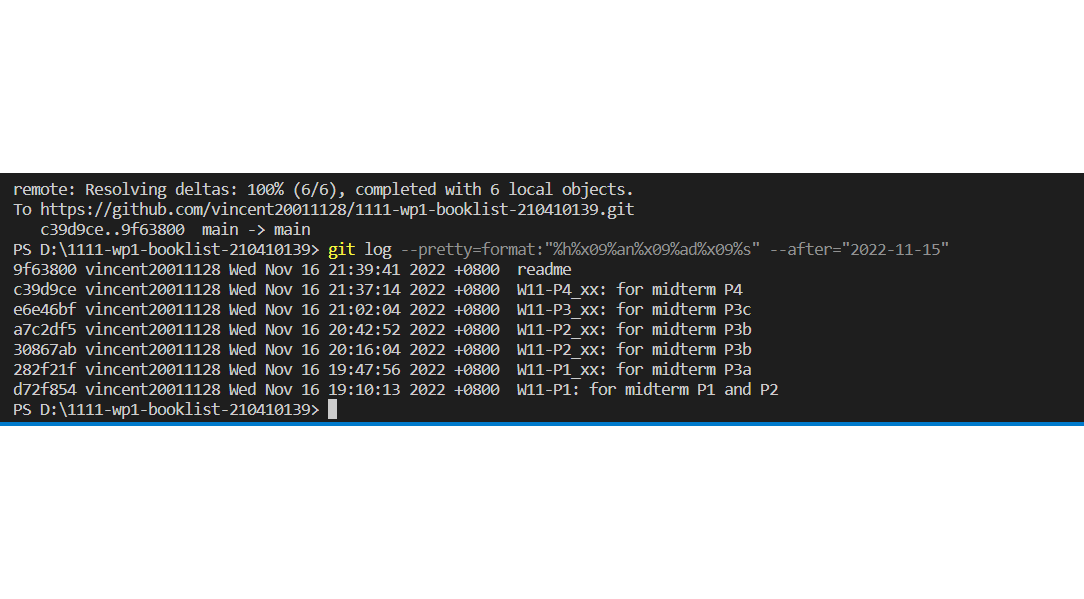 remote: Resolving deltas: 100% (6/6), completed with 6 local objects.
To https://github.com/vincent20011128/1111-wp1-booklist-210410139.git
   c39d9ce..9f63800  main -> main
PS D:\1111-wp1-booklist-210410139> git log --pretty=format:"%h%x09%an%x09%ad%x09%s" --after="2022-11-15"
9f63800 vincent20011128 Wed Nov 16 21:39:41 2022 +0800  readme
c39d9ce vincent20011128 Wed Nov 16 21:37:14 2022 +0800  W11-P4_xx: for midterm P4
e6e46bf vincent20011128 Wed Nov 16 21:02:04 2022 +0800  W11-P3_xx: for midterm P3c
a7c2df5 vincent20011128 Wed Nov 16 20:42:52 2022 +0800  W11-P2_xx: for midterm P3b
30867ab vincent20011128 Wed Nov 16 20:16:04 2022 +0800  W11-P2_xx: for midterm P3b
282f21f vincent20011128 Wed Nov 16 19:47:56 2022 +0800  W11-P1_xx: for midterm P3a
d72f854 vincent20011128 Wed Nov 16 19:10:13 2022 +0800  W11-P1: for midterm P1 and P2
PS D:\1111-wp1-booklist-210410139>